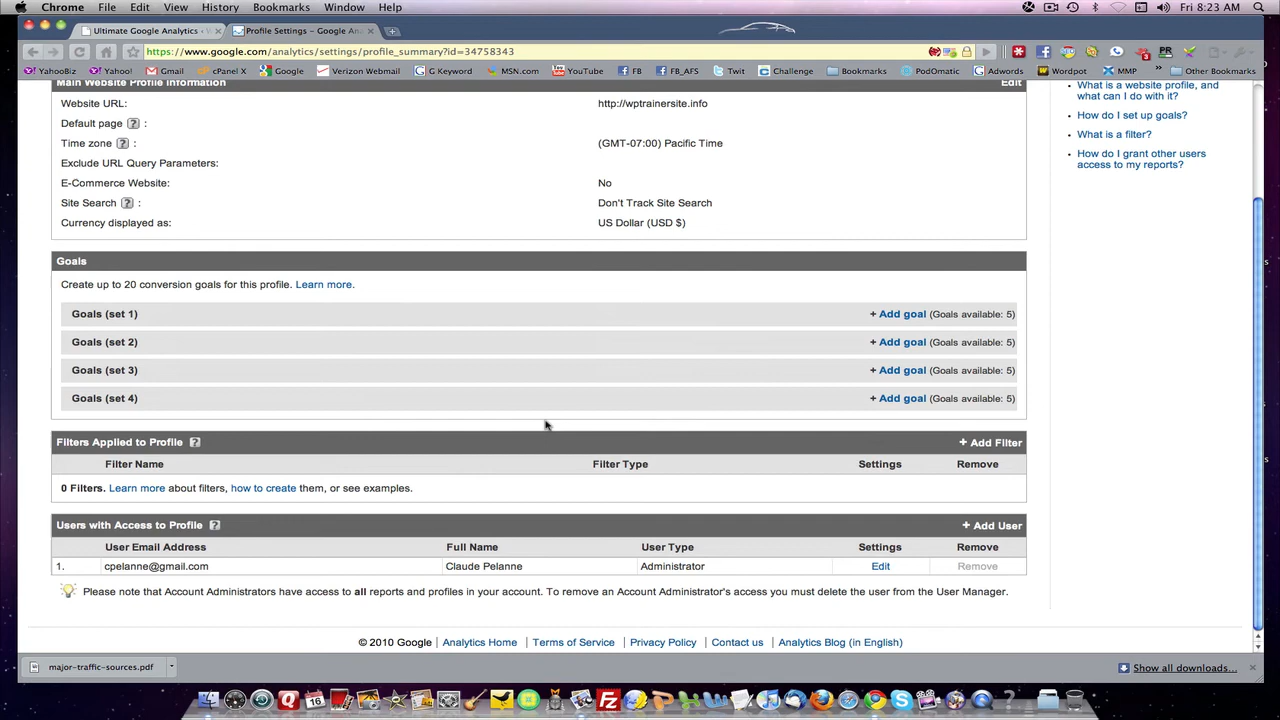 Chrome File Edit View History Bookmarks Window Help Fri 8:23 AM
Ultimate Google Analytics Profile Settings – Google An
https://www.google.com/analytics/settings/profile_summary?id=34758343
YahooBiz Yahoo! Gmail cPanel X Google Verizon Webmail G Keyword MSN.com YouTube FB FB_AFS Twit Challenge Bookmarks PodOmatic Adwords Wordpot MMP » Other Bookmarks
Main Website Profile Information Edit
Website URL: http://wptrainersite.info
Default page ? :
Time zone ? : (GMT-07:00) Pacific Time
Exclude URL Query Parameters:
E-Commerce Website: No
Site Search ? : Don't Track Site Search
Currency displayed as: US Dollar (USD $)
What is a website profile, and
what can I do with it?
How do I set up goals?
What is a filter?
How do I grant other users
access to my reports?
Goals
Create up to 20 conversion goals for this profile. Learn more.
Goals (set 1) + Add goal (Goals available: 5)
Goals (set 2) + Add goal (Goals available: 5)
Goals (set 3) + Add goal (Goals available: 5)
Goals (set 4) + Add goal (Goals available: 5)
Filters Applied to Profile ? + Add Filter
Filter Name Filter Type Settings Remove
0 Filters. Learn more about filters, how to create them, or see examples.
Users with Access to Profile ? + Add User
User Email Address Full Name User Type Settings Remove
1. cpelanne@gmail.com Claude Pelanne Administrator Edit Remove
Please note that Account Administrators have access to all reports and profiles in your account. To remove an Account Administrator's access you must delete the user from the User Manager.
© 2010 Google | Analytics Home | Terms of Service | Privacy Policy | Contact us | Analytics Blog (in English)
major-traffic-sources.pdf Show all downloads...